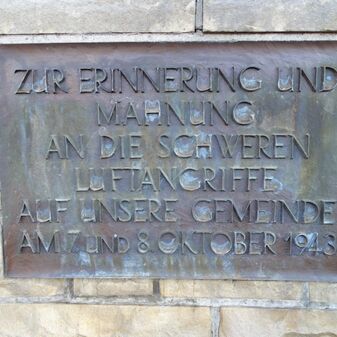 ZUR ERINNERUNG UND
MAHNUNG
AN DIE SCHWEREN
LUFTANGRIFFE
AUF UNSERE GEMEINDE
AM 7. UND 8. OKTOBER 1943